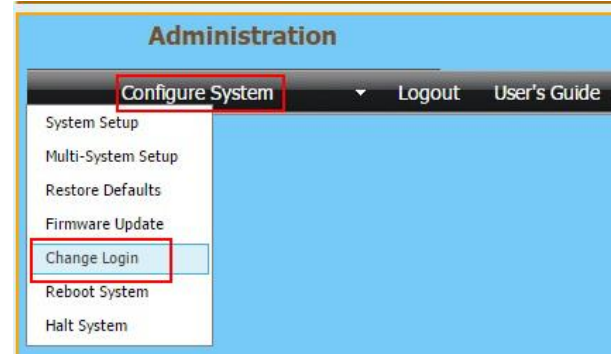 Administration
Configure System Logout User's Guide
System Setup
Multi-System Setup
Restore Defaults
Firmware Update
Change Login
Reboot System
Halt System